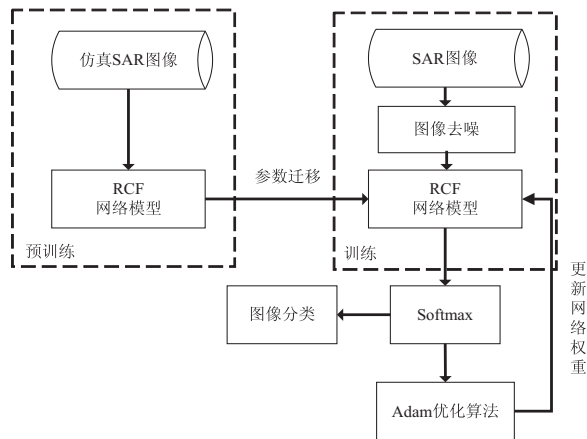 仿真SAR图像
RCF
网络模型
预训练
参数迁移
SAR图像
图像去噪
RCF
网络模型
训练
更新网络权重
图像分类
Softmax
Adam优化算法